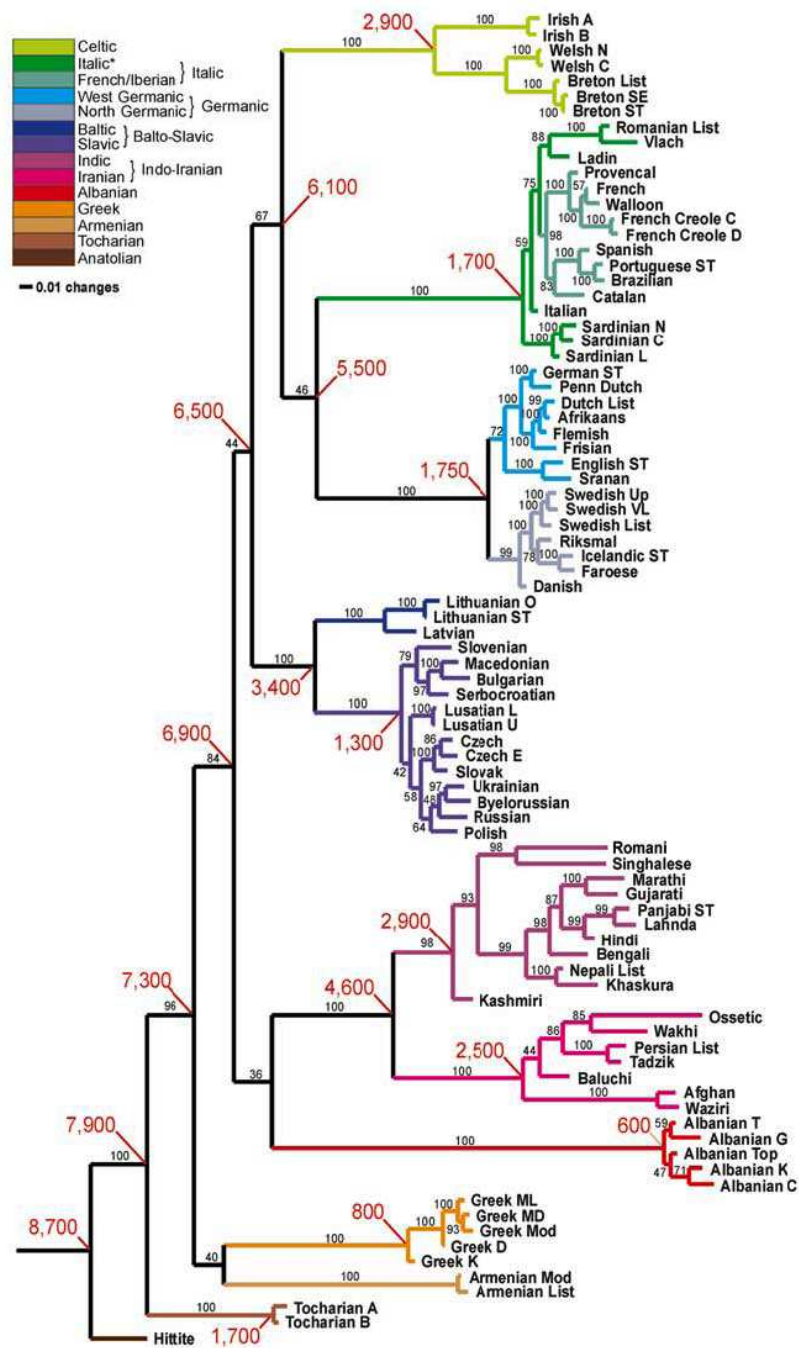 Celtic
Italic*
French/Iberian } Italic
West Germanic
North Germanic } Germanic
Baltic
Slavic } Balto-Slavic
Indic
Iranian } Indo-Iranian
Albanian
Greek
Armenian
Tocharian
Anatolian
0.01 changes
2,900
100
100
100
100
100
100
Irish A
Irish B
Welsh N
Welsh C
Breton List
Breton SE
Breton ST
6,100
67
1,700
100
59
75
88
100
98
100
57
100
100
83
100
100
100
100
Romanian List
Vlach
Ladin
Provencal
French
Walloon
French Creole C
French Creole D
Spanish
Portuguese ST
Brazilian
Catalan
Italian
Sardinian N
Sardinian C
Sardinian L
5,500
46
6,500
44
1,750
100
72
100
100
99
100
100
100
99
100
100
78
100
German ST
Penn Dutch
Dutch List
Afrikaans
Flemish
Frisian
English ST
Sranan
Swedish Up
Swedish VL
Swedish List
Riksmal
Icelandic ST
Faroese
Danish
3,400
100
100
100
1,300
100
79
100
97
42
100
58
100
86
97
48
64
Lithuanian O
Lithuanian ST
Latvian
Slovenian
Macedonian
Bulgarian
Serbocroatian
Lusatian L
Lusatian U
Czech
Czech E
Slovak
Ukrainian
Byelorussian
Russian
Polish
6,900
84
2,900
98
93
98
99
98
87
100
99
99
100
Romani
Singhalese
Marathi
Gujarati
Panjabi ST
Lahnda
Hindi
Bengali
Nepali List
Khaskura
Kashmiri
7,300
96
4,600
100
36
2,500
100
44
86
85
100
100
Ossetic
Wakhi
Persian List
Tadzik
Baluchi
Afghan
Waziri
600
100
59
47
71
Albanian T
Albanian G
Albanian Top
Albanian K
Albanian C
7,900
100
8,700
800
100
100
100
93
40
100
Greek ML
Greek MD
Greek Mod
Greek D
Greek K
Armenian Mod
Armenian List
100
1,700
Tocharian A
Tocharian B
Hittite